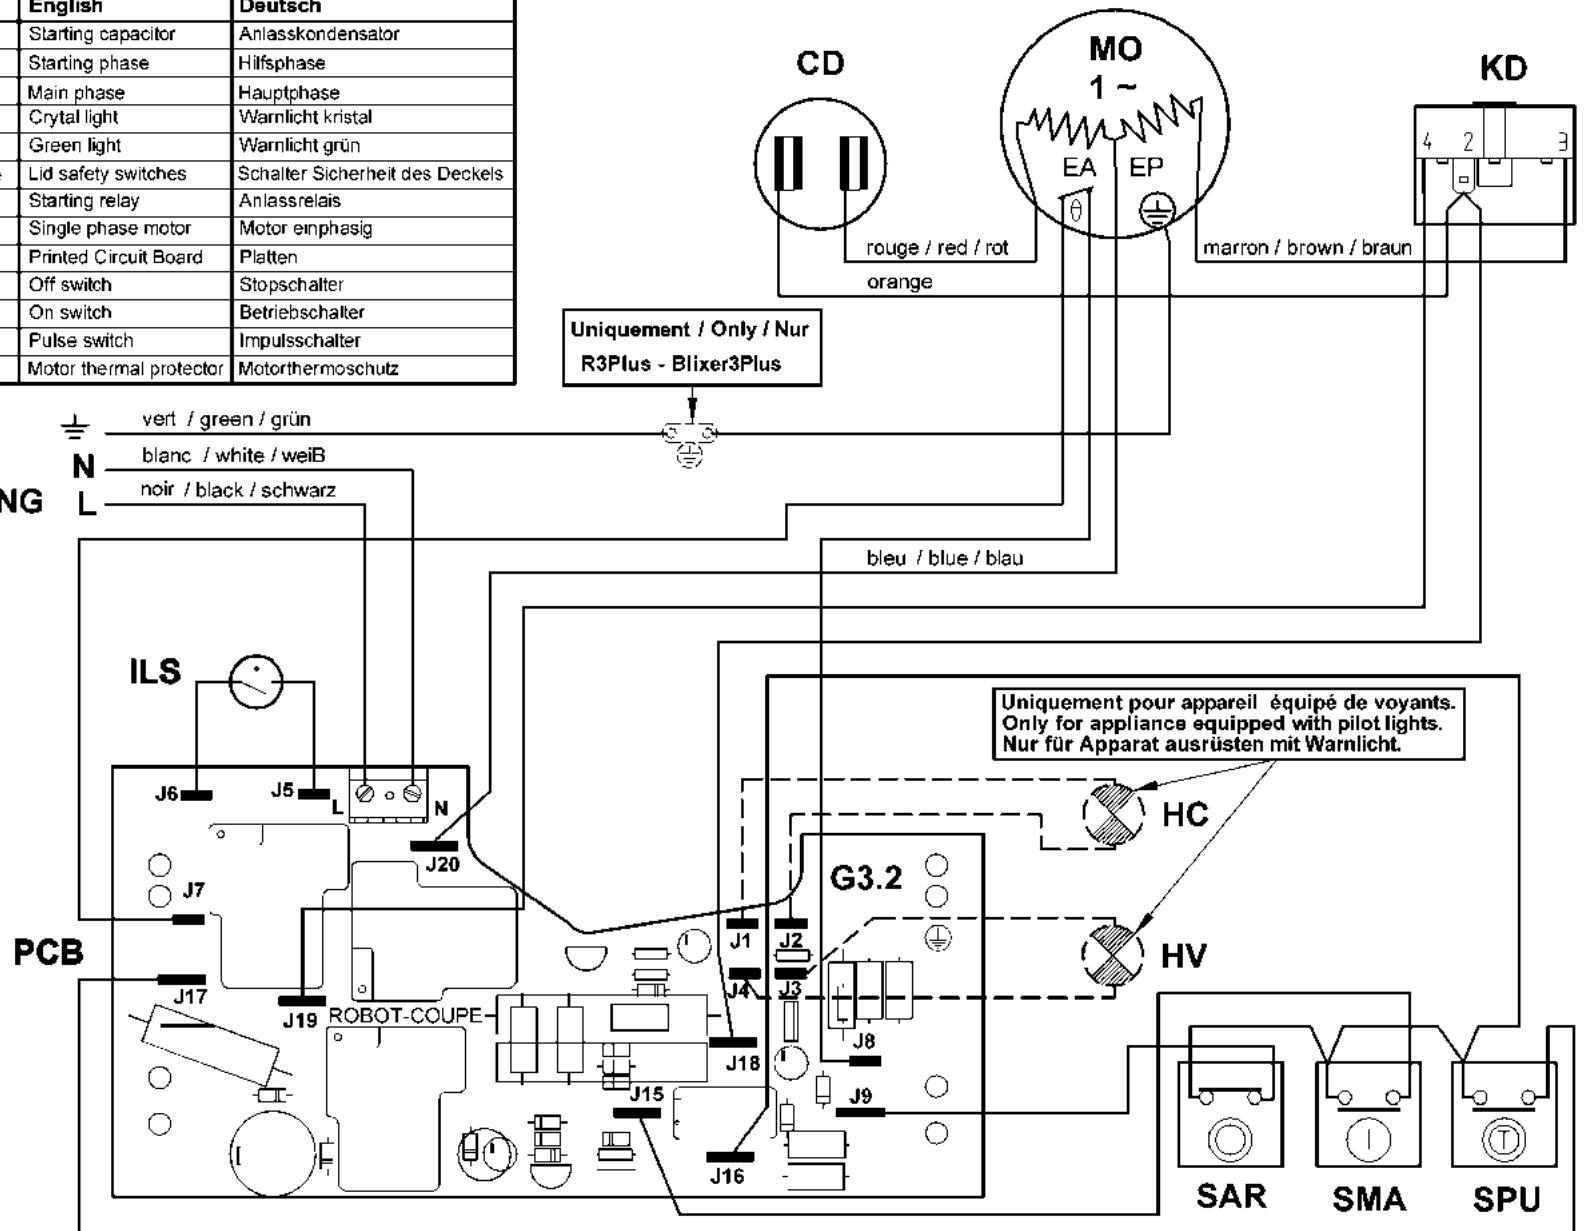 English Deutsch
Starting capacitor Anlasskondensator
Starting phase Hilfsphase
Main phase Hauptphase
Crytal light Warnlicht kristal
Green light Warnlicht grün
Lid safety switches Schalter Sicherheit des Deckels
Starting relay Anlassrelais
Single phase motor Motor einphasig
Printed Circuit Board Platten
Off switch Stopschalter
On switch Betriebschalter
Pulse switch Impulsschalter
Motor thermal protector Motorthermoschutz
CD
MO
1 ~
KD
4 2 3
EA EP
θ
rouge / red / rot
marron / brown / braun
orange
Uniquement / Only / Nur
R3Plus - Blixer3Plus
vert / green / grün
N blanc / white / weiB
NG L noir / black / schwarz
bleu / blue / blau
ILS
Uniquement pour appareil équipé de voyants.
Only for appliance equipped with pilot lights.
Nur für Apparat ausrüsten mit Warnlicht.
J6 J5 L N
HC
J20
G3.2
J7
J1 J2
PCB
HV
J17
J4 J3
J19 ROBOT-COUPE
J8
J18
J15 J9
J16
I T
SAR SMA SPU